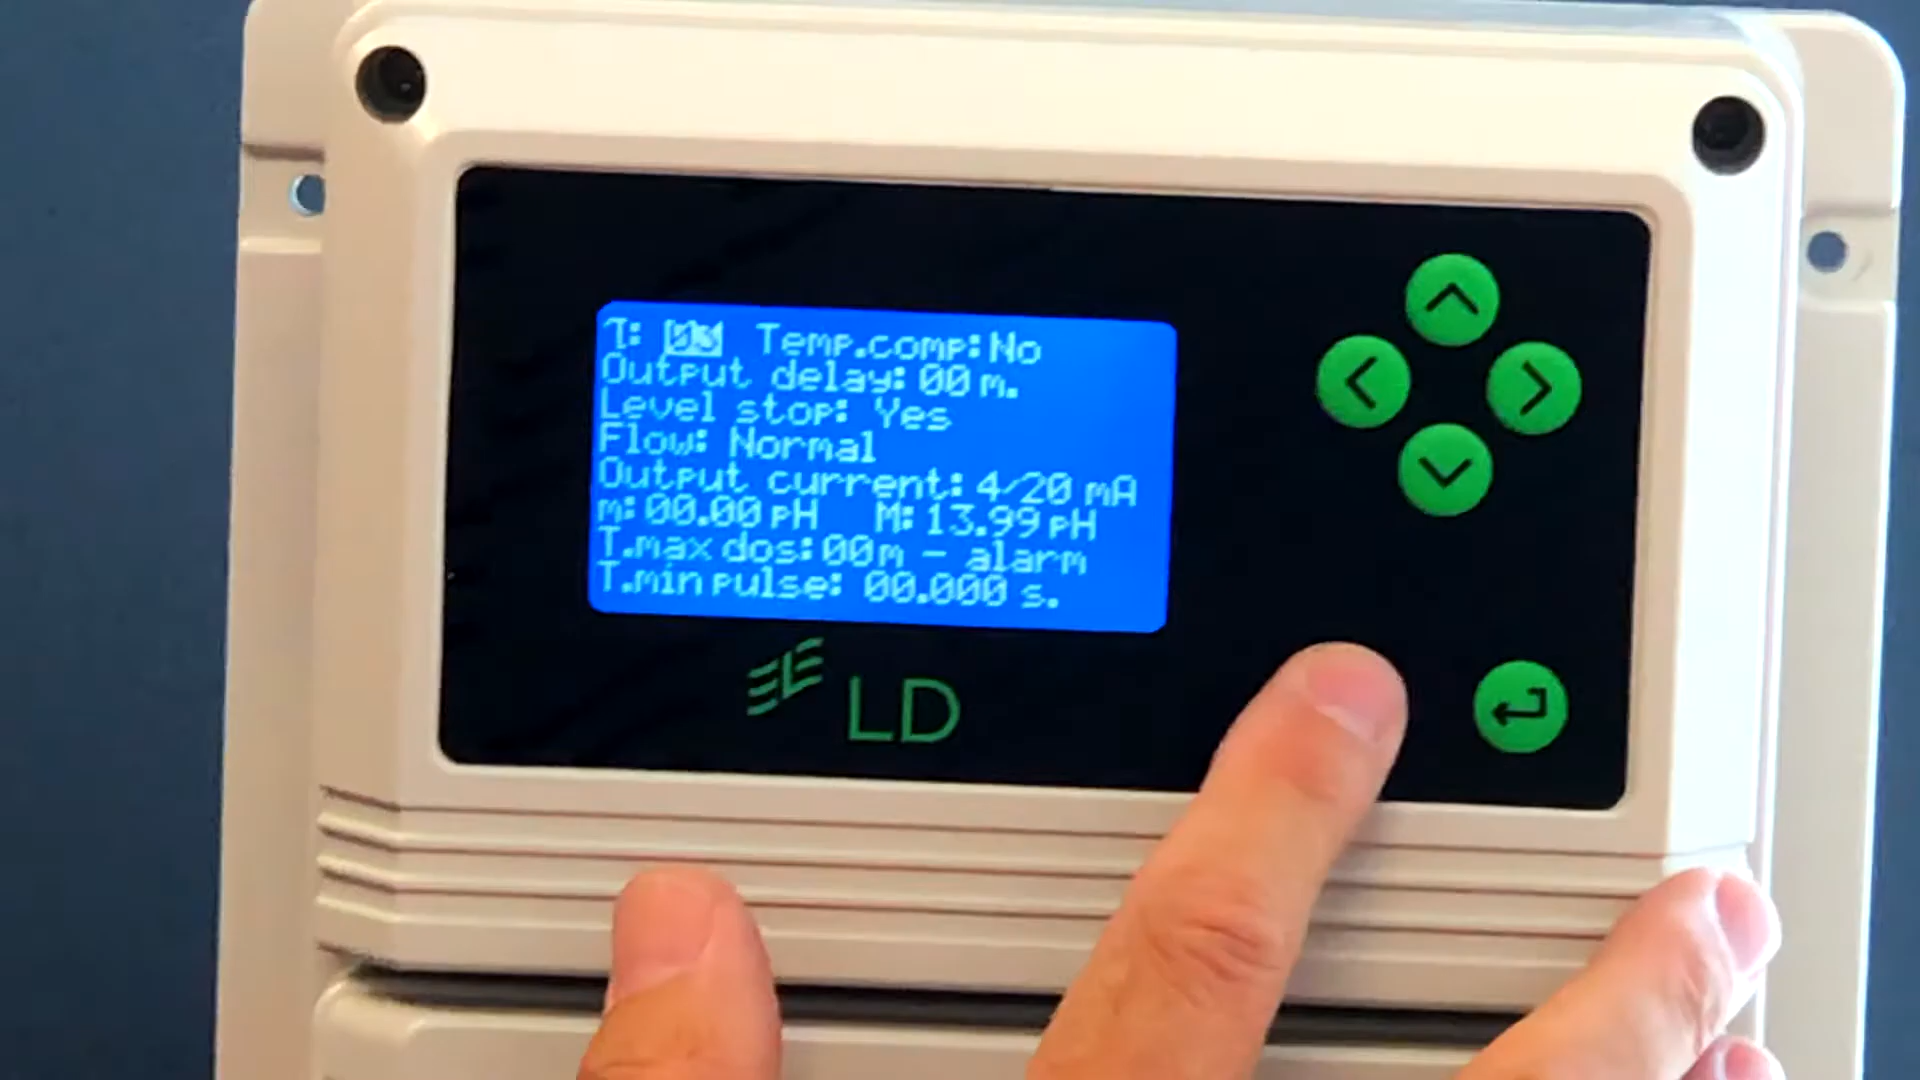 τ: 03 Temp.comp: No
Output delay: 00 m.
Level stop: Yes
Flow: Normal
Output current: 4/20 mA
m: 00.00 pH M: 13.99 pH
T.max dos: 00m - alarm
T.min pulse: 00.000 s.
LD